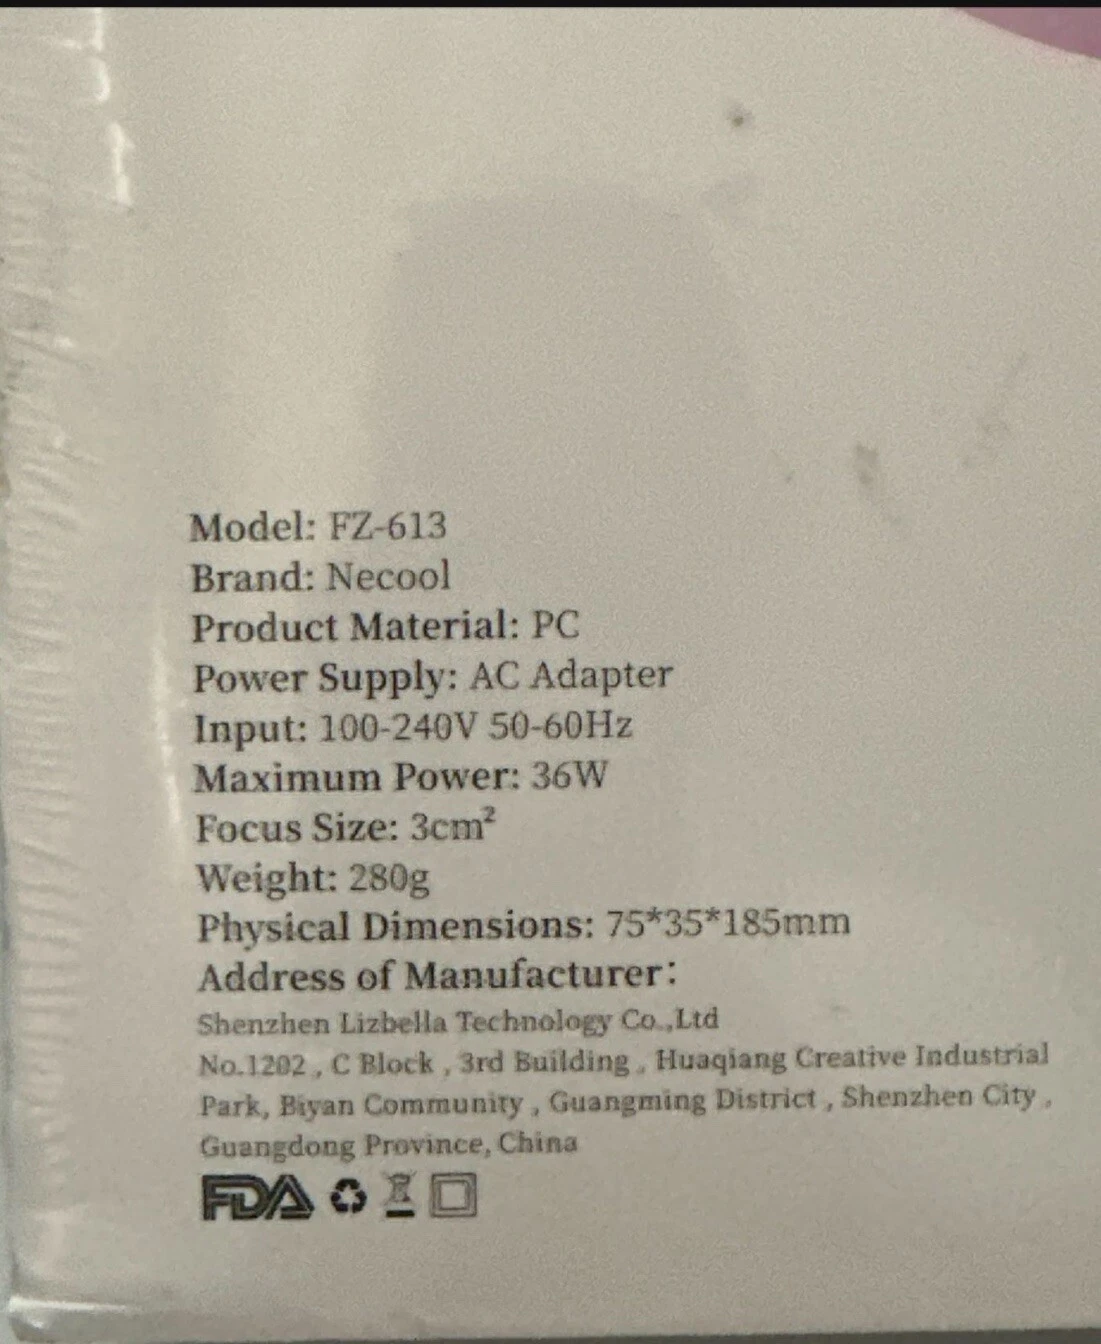 Model: FZ-613
Brand: Necool
Product Material: PC
Power Supply: AC Adapter
Input: 100-240V 50-60Hz
Maximum Power: 36W
Focus Size: 3cm²
Weight: 280g
Physical Dimensions: 75*35*185mm
Address of Manufacturer:
Shenzhen Lizbella Technology Co.,Ltd
No.1202 , C Block , 3rd Building , Huaqiang Creative Industrial
Park, Biyan Community , Guangming District , Shenzhen City ,
Guangdong Province, China
FDA